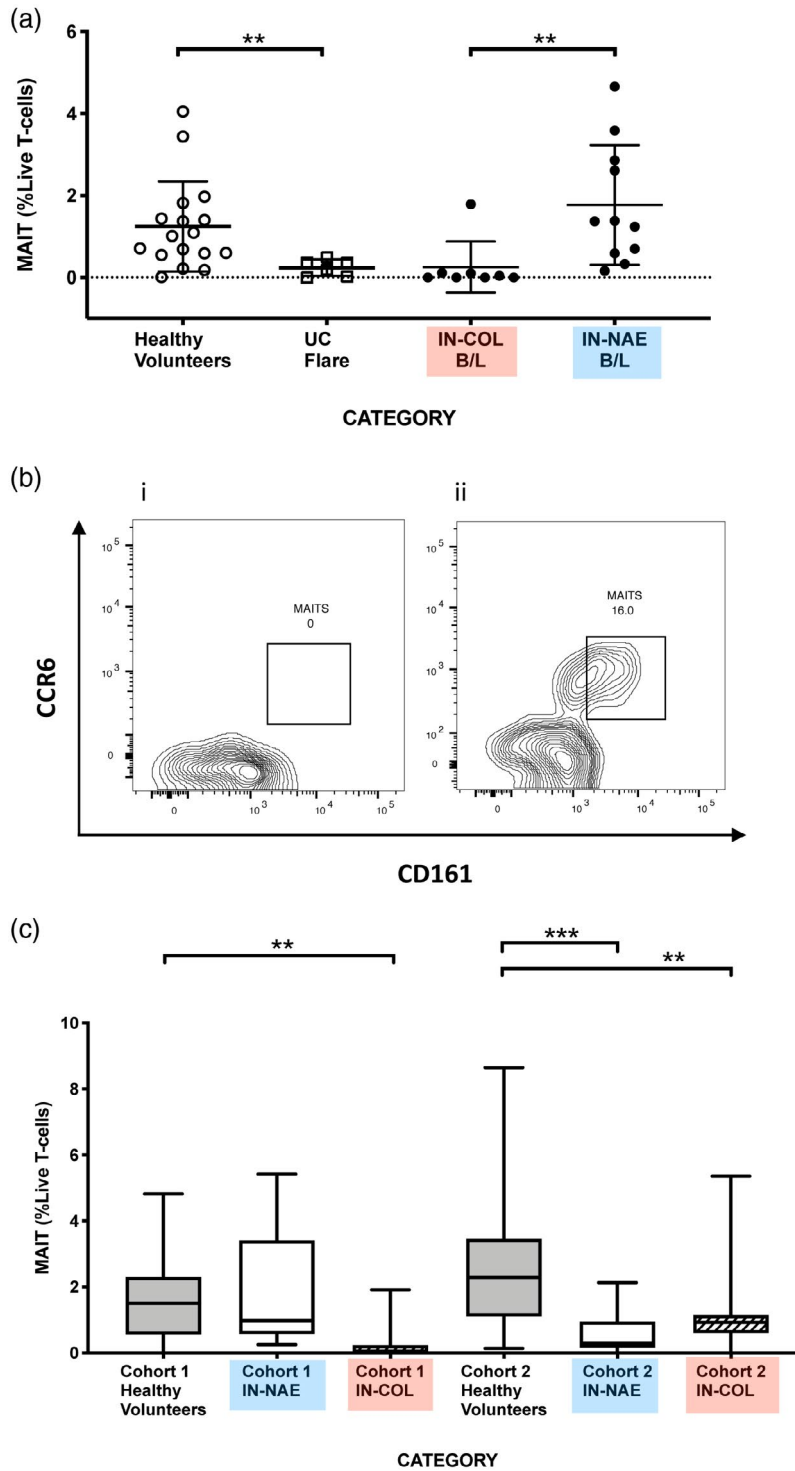 (a)
** **
MAIT (%Live T-cells)
6
4
2
0
Healthy Volunteers
UC Flare
IN-COL B/L
IN-NAE B/L
CATEGORY
(b)
i
MAITS
0
10^5
10^4
10^3
0
0 10^3 10^4 10^5
ii
MAITS
16.0
10^5
10^4
10^3
10^2
0
0 10^3 10^4 10^5
CCR6
CD161
(c)
** *** **
MAIT (%Live T-cells)
10
8
6
4
2
0
Cohort 1 Healthy Volunteers
Cohort 1 IN-NAE
Cohort 1 IN-COL
Cohort 2 Healthy Volunteers
Cohort 2 IN-NAE
Cohort 2 IN-COL
CATEGORY